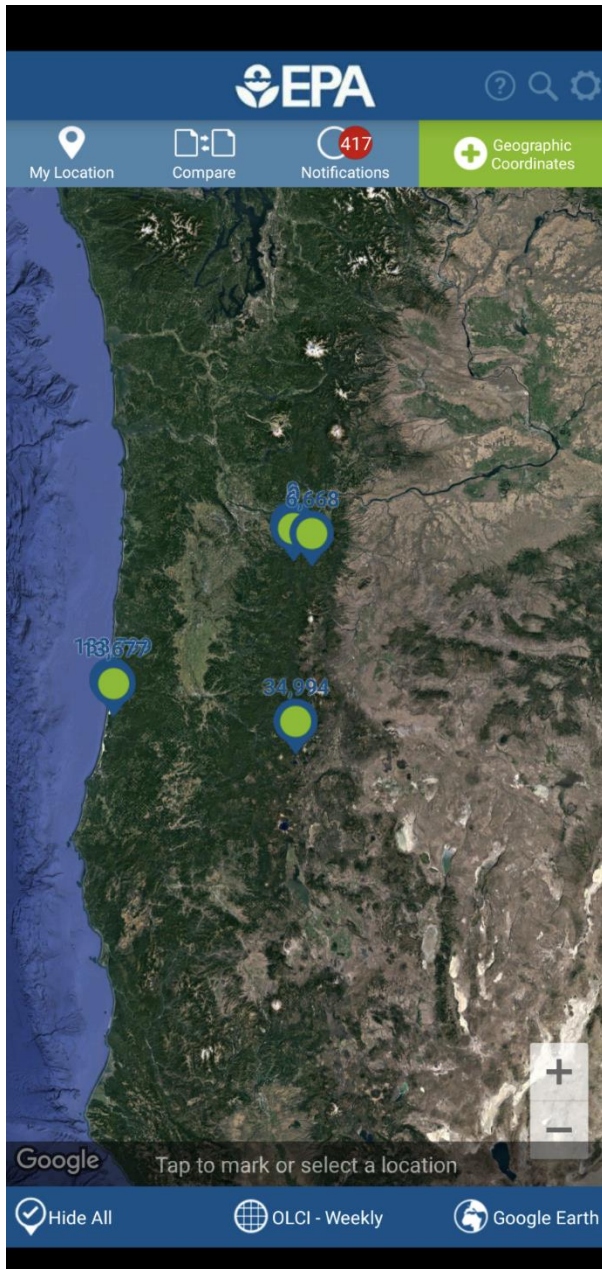 EPA
My Location
Compare
417
Notifications
Geographic
Coordinates
34,994
Google
Tap to mark or select a location
Hide All
OLCI - Weekly
Google Earth